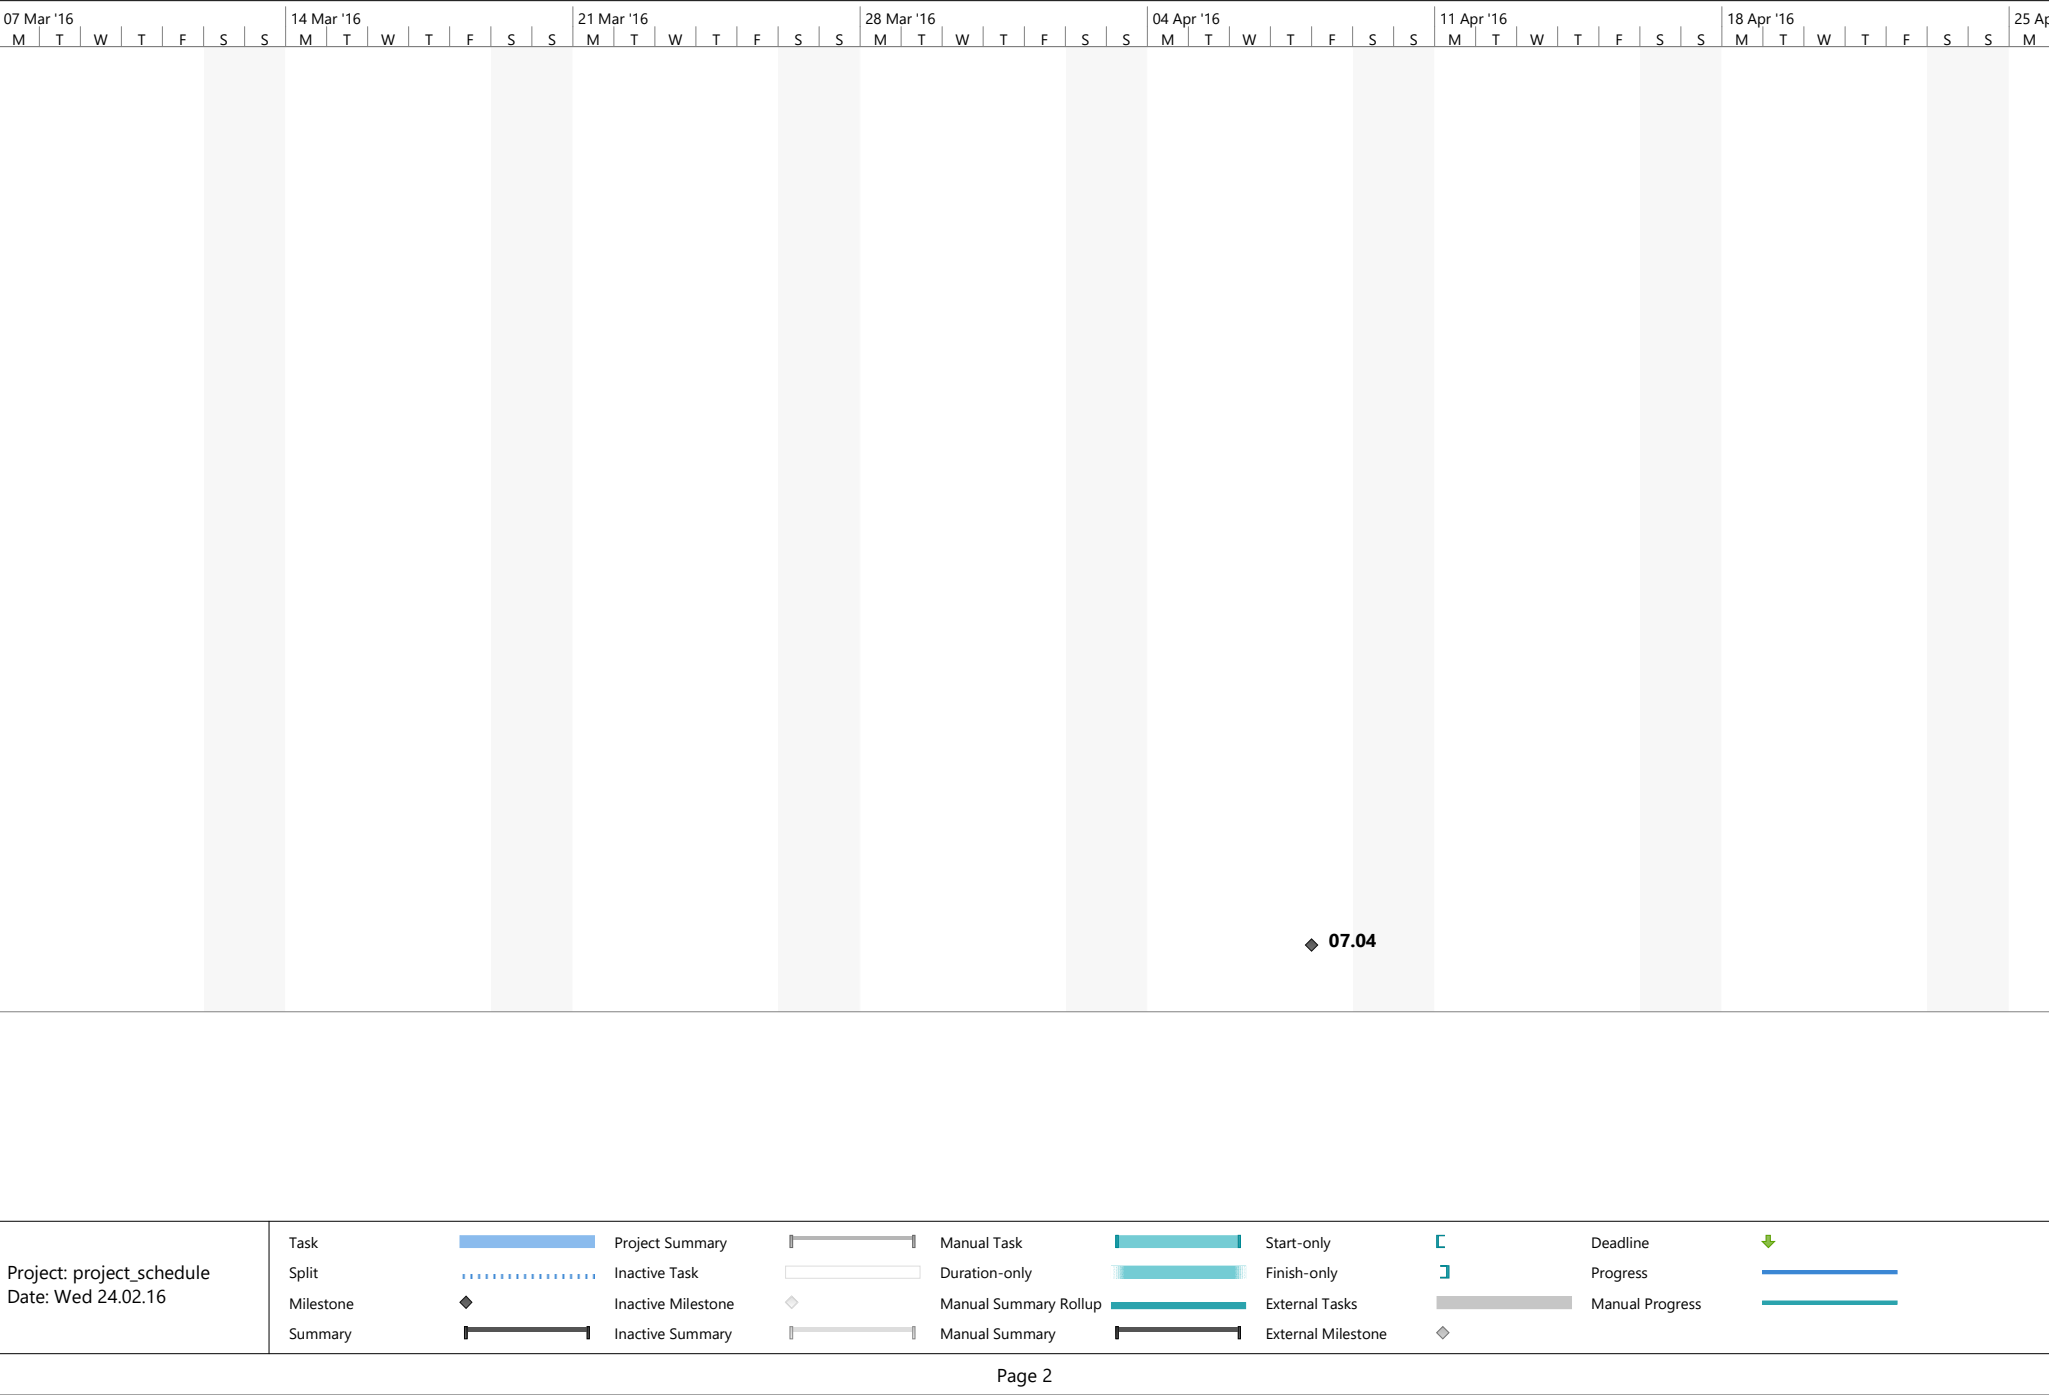 07 Mar '16 14 Mar '16 21 Mar '16 28 Mar '16 04 Apr '16 11 Apr '16 18 Apr '16 25 Ap
M T W T F S S M T W T F S S M T W T F S S M T W T F S S M T W T F S S M T W T F S S M T W T F S S M
07.04
Project: project_schedule
Date: Wed 24.02.16
Task Project Summary Manual Task Start-only Deadline
Split Inactive Task Duration-only Finish-only Progress
Milestone Inactive Milestone Manual Summary Rollup External Tasks Manual Progress
Summary Inactive Summary Manual Summary External Milestone
Page 2